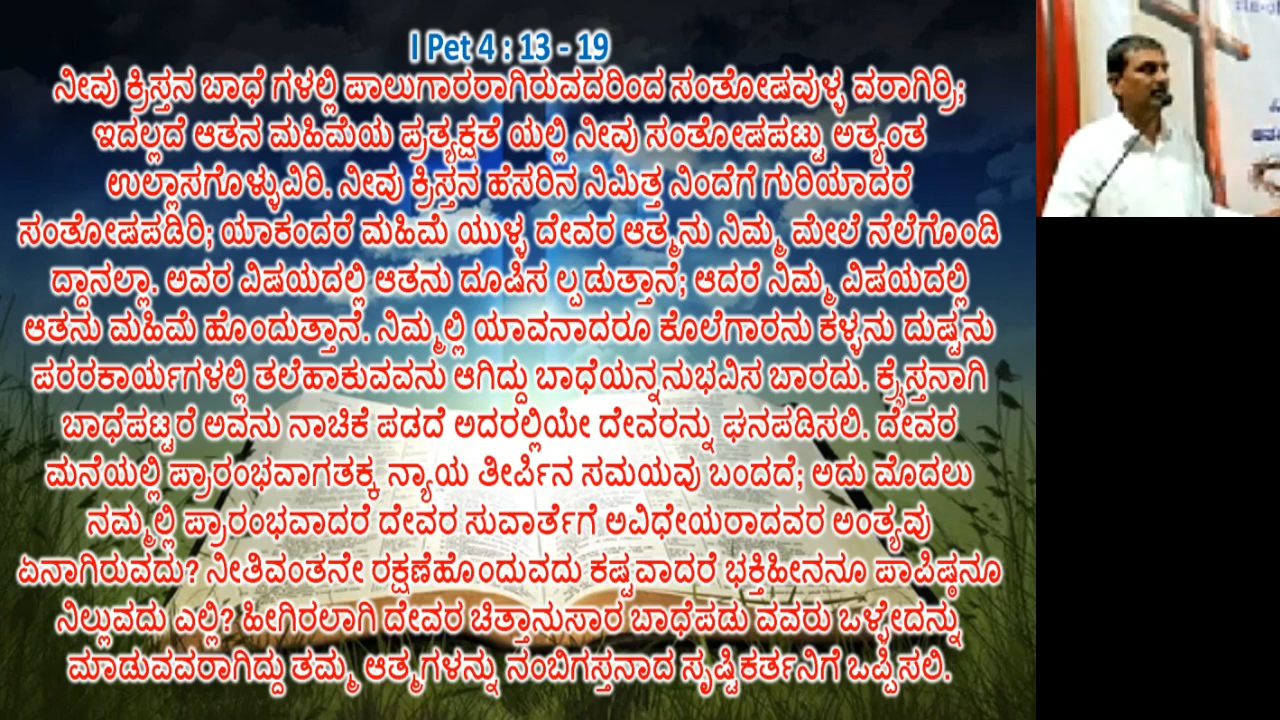 I Pet 4 : 13 - 19
ನೀವು ಕ್ರಿಸ್ತನ ಬಾಧೆ ಗಳಲ್ಲಿ ಪಾಲುಗಾರರಾಗಿರುವದರಿಂದ ಸಂತೋಷವುಳ್ಳ ವರಾಗಿರ್ರಿ;
ಇದಲ್ಲದೆ ಆತನ ಮಹಿಮೆಯ ಪ್ರತ್ಯಕ್ಷತೆ ಯಲ್ಲಿ ನೀವು ಸಂತೋಷಪಟ್ಟು ಅತ್ಯಂತ
ಉಲ್ಲಾಸಗೊಳ್ಳುವಿರಿ. ನೀವು ಕ್ರಿಸ್ತನ ಹೆಸರಿನ ನಿಮಿತ್ತ ನಿಂದೆಗೆ ಗುರಿಯಾದರೆ
ಸಂತೋಷಪಡಿರಿ; ಯಾಕಂದರೆ ಮಹಿಮೆ ಯುಳ್ಳ ದೇವರ ಆತ್ಮನು ನಿಮ್ಮ ಮೇಲೆ ನೆಲೆಗೊಂಡಿ
ದ್ದಾನಲ್ಲಾ. ಅವರ ವಿಷಯದಲ್ಲಿ ಆತನು ದೂಷಿಸ ಲ್ಪಡುತ್ತಾನೆ; ಆದರೆ ನಿಮ್ಮ ವಿಷಯದಲ್ಲಿ
ಆತನು ಮಹಿಮೆ ಹೊಂದುತ್ತಾನೆ. ನಿಮ್ಮಲ್ಲಿ ಯಾವನಾದರೂ ಕೊಲೆಗಾರನು ಕಳ್ಳನು ದುಷ್ಟನು
ಪರರಕಾರ್ಯಗಳಲ್ಲಿ ತಲೆಹಾಕುವವನು ಆಗಿದ್ದು ಬಾಧೆಯನ್ನನುಭವಿಸ ಬಾರದು. ಕ್ರೈಸ್ತನಾಗಿ
ಬಾಧೆಪಟ್ಟರೆ ಅವನು ನಾಚಿಕೆ ಪಡದೆ ಅದರಲ್ಲಿಯೇ ದೇವರನ್ನು ಘನಪಡಿಸಲಿ. ದೇವರ
ಮನೆಯಲ್ಲಿ ಪ್ರಾರಂಭವಾಗತಕ್ಕ ನ್ಯಾಯ ತೀರ್ಪಿನ ಸಮಯವು ಬಂದದೆ; ಅದು ಮೊದಲು
ನಮ್ಮಲ್ಲಿ ಪ್ರಾರಂಭವಾದರೆ ದೇವರ ಸುವಾರ್ತೆಗೆ ಅವಿಧೇಯರಾದವರ ಅಂತ್ಯವು
ಏನಾಗಿರುವದು? ನೀತಿವಂತನೇ ರಕ್ಷಣೆಹೊಂದುವದು ಕಷ್ಟವಾದರೆ ಭಕ್ತಿಹೀನನೂ ಪಾಪಿಷ್ಠನೂ
ನಿಲ್ಲುವದು ಎಲ್ಲಿ? ಹೀಗಿರಲಾಗಿ ದೇವರ ಚಿತ್ತಾನುಸಾರ ಬಾಧೆಪಡು ವವರು ಒಳ್ಳೇದನ್ನು
ಮಾಡುವವರಾಗಿದ್ದು ತಮ್ಮ ಆತ್ಮಗಳನ್ನು ನಂಬಿಗಸ್ತನಾದ ಸೃಷ್ಟಿಕರ್ತನಿಗೆ ಒಪ್ಪಿಸಲಿ.